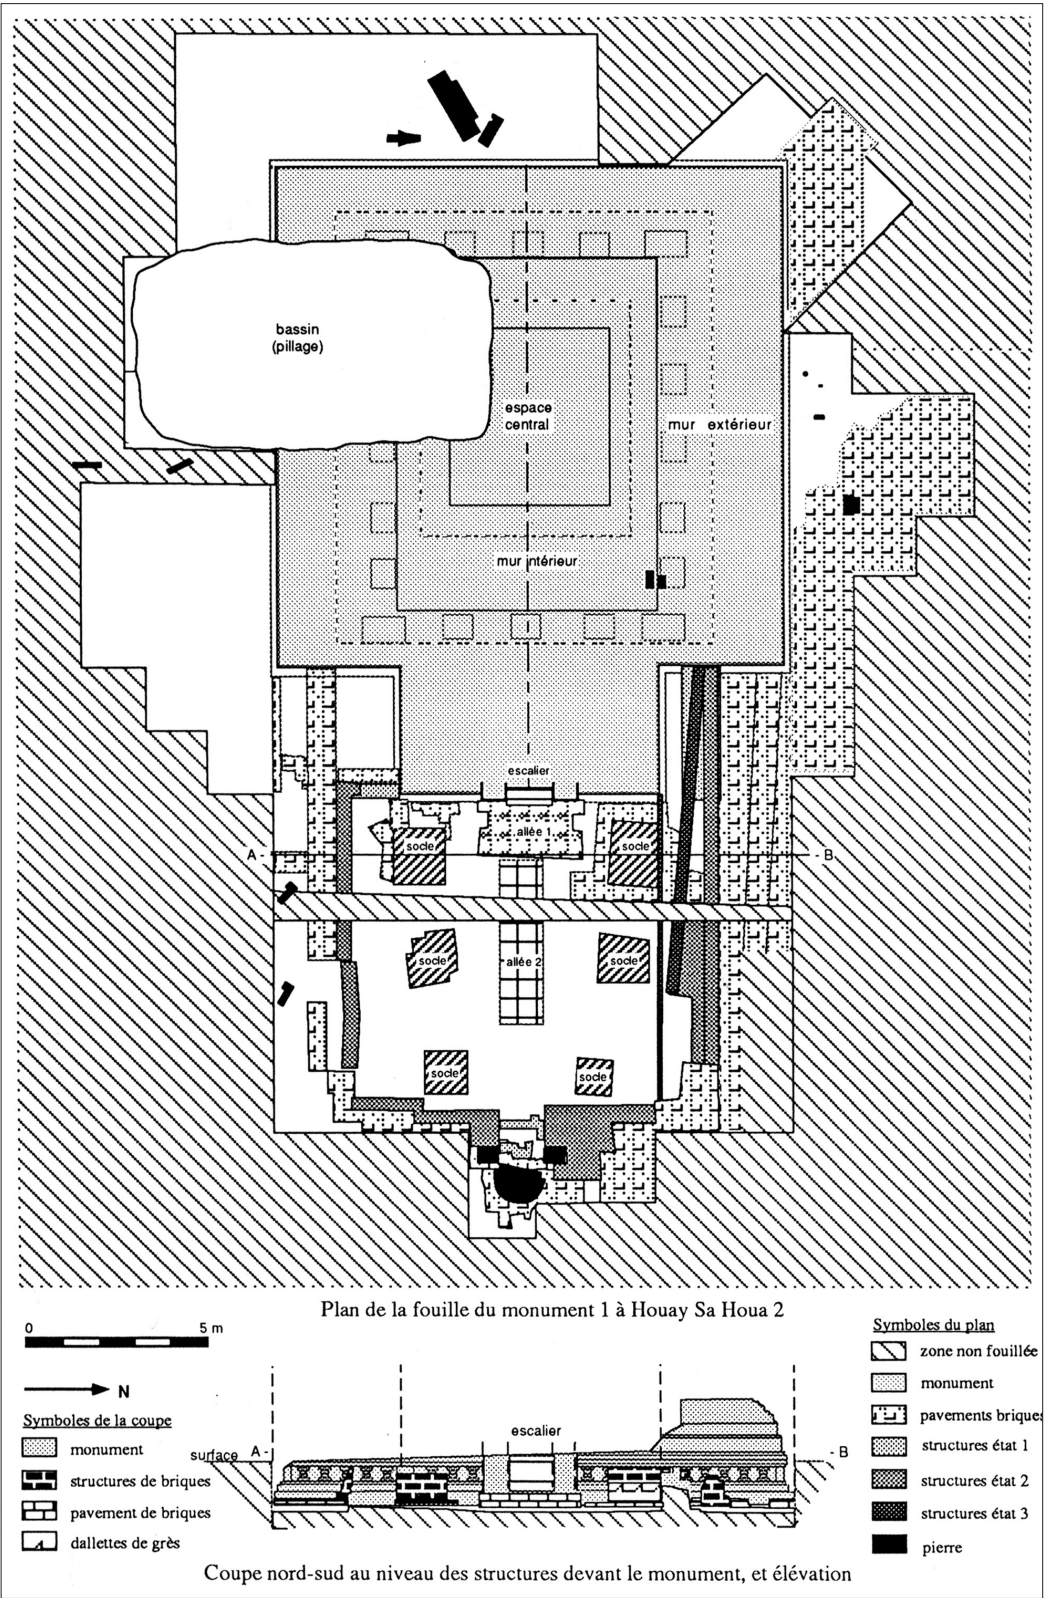 bassin
(pillage)
espace
central
mur extérieur
mur intérieur
escalier
allée 1
socle
socle
A
B
socle
allée 2
socle
socle
socle
Plan de la fouille du monument 1 à Houay Sa Houa 2
0 5 m
N
Symboles de la coupe
monument
structures de briques
pavement de briques
dallettes de grès
Symboles du plan
zone non fouillée
monument
pavements briques
structures état 1
structures état 2
structures état 3
pierre
surface
A
escalier
B
Coupe nord-sud au niveau des structures devant le monument, et élévation